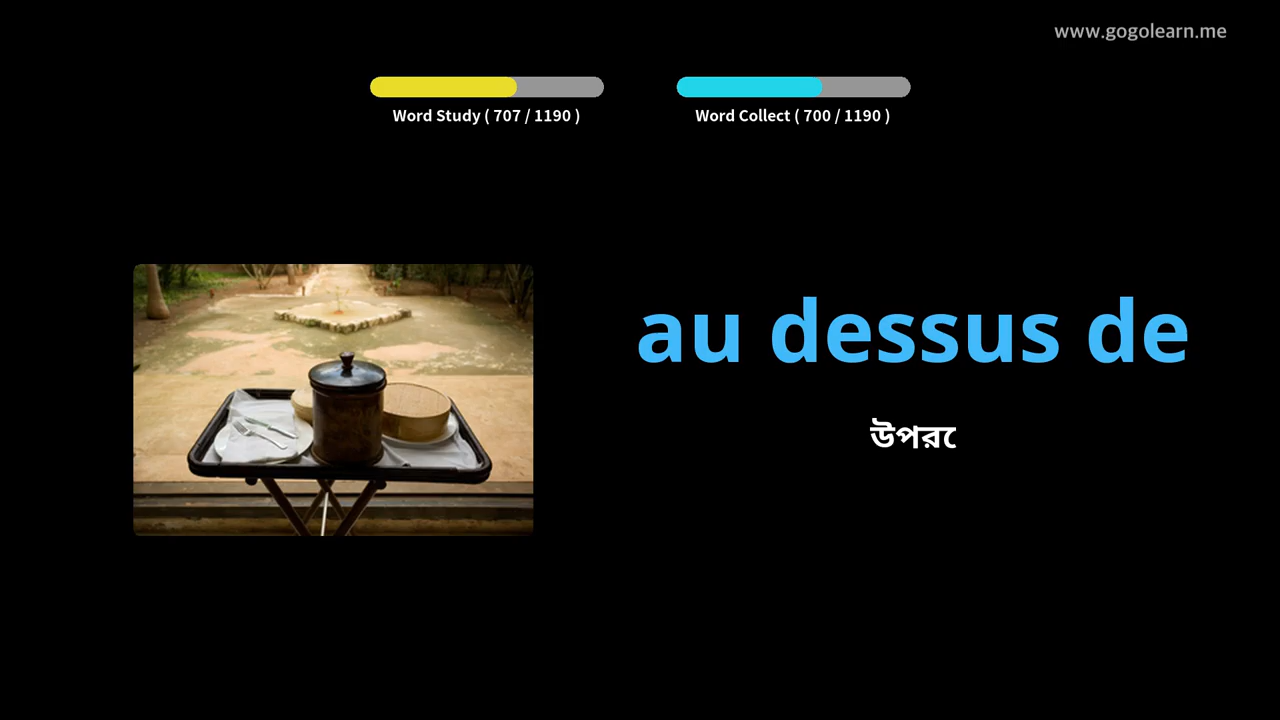 www.gogolearn.me
Word Study ( 707 / 1190 )
Word Collect ( 700 / 1190 )
au dessus de
উপরে